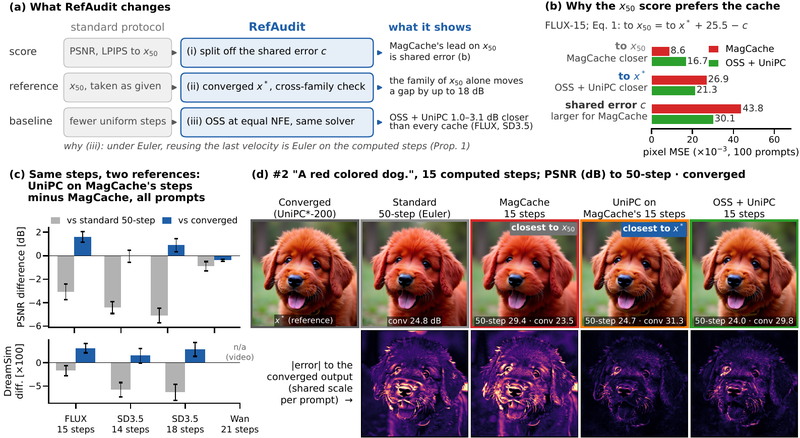 (a) What RefAudit changes
standard protocol
RefAudit
what it shows
score
PSNR, LPIPS to x50
(i) split off the shared error c
MagCache's lead on x50
is shared error (b)
reference
x50, taken as given
(ii) converged x*, cross-family check
the family of x50 alone moves
a gap by up to 18 dB
baseline
fewer uniform steps
(iii) OSS at equal NFE, same solver
OSS + UniPC 1.0–3.1 dB closer
than every cache (FLUX, SD3.5)
why (iii): under Euler, reusing the last velocity is Euler on the computed steps (Prop. 1)
(b) Why the x50 score prefers the cache
FLUX-15; Eq. 1: to x50 = to x* + 25.5 − c
MagCache
OSS + UniPC
to x50
MagCache closer
8.6
16.7
to x*
OSS + UniPC closer
26.9
21.3
shared error c
larger for MagCache
43.8
30.1
0 20 40 60
pixel MSE (×10−3, 100 prompts)
(c) Same steps, two references:
UniPC on MagCache's steps
minus MagCache, all prompts
vs standard 50-step
vs converged
PSNR difference [dB]
2
0
−2
−4
−6
DreamSim
diff. [×100]
0
−5
n/a
(video)
FLUX
15 steps
SD3.5
14 steps
SD3.5
18 steps
Wan
21 steps
(d) #2 "A red colored dog.", 15 computed steps; PSNR (dB) to 50-step · converged
Converged
(UniPC*-200)
Standard
50-step (Euler)
MagCache
15 steps
UniPC on
MagCache's 15 steps
OSS + UniPC
15 steps
closest to x50
closest to x*
x* (reference)
conv 24.8 dB
50-step 29.4 · conv 23.5
50-step 24.7 · conv 31.3
50-step 24.0 · conv 29.8
|error| to the
converged output
(shared scale
per prompt) →